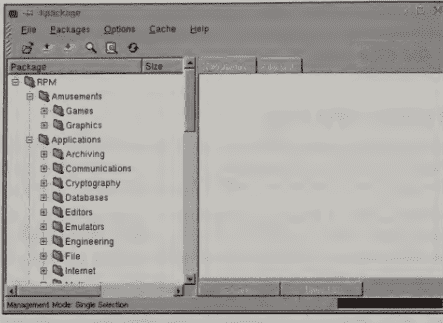 kpackage
File Packages Options Cache Help
Package Size
RPM
Amusements
Games
Graphics
Applications
Archiving
Communications
Cryptography
Databases
Editors
Emulators
Engineering
File
Internet
Management Mode: Single Selection